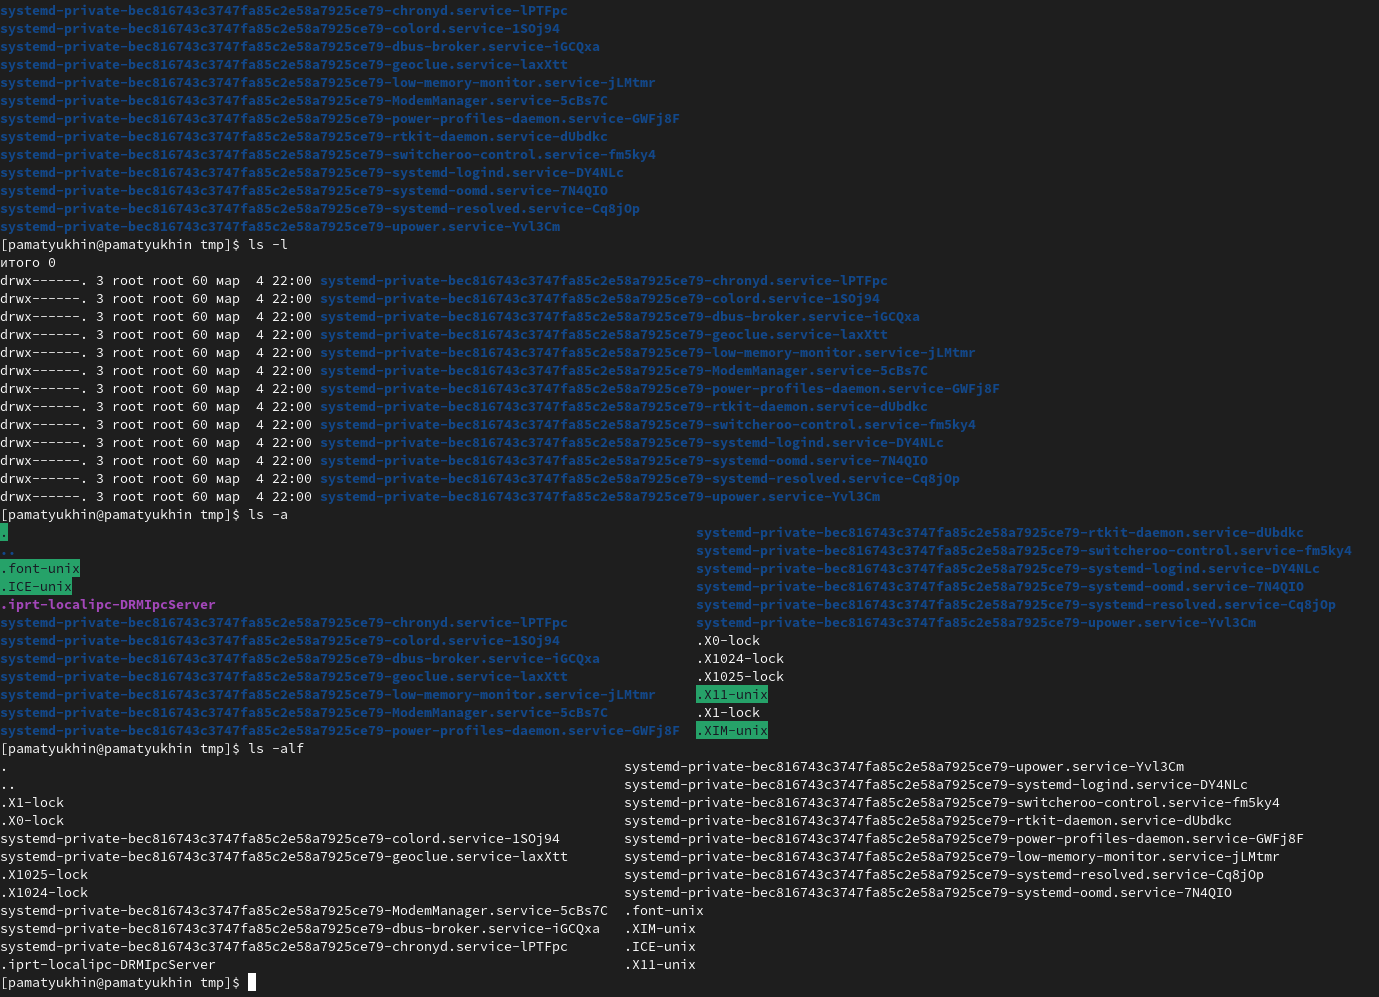 systemd-private-bec816743c3747fa85c2e58a7925ce79-chronyd.service-lPTFpc
systemd-private-bec816743c3747fa85c2e58a7925ce79-colord.service-1SOj94
systemd-private-bec816743c3747fa85c2e58a7925ce79-dbus-broker.service-iGCQxa
systemd-private-bec816743c3747fa85c2e58a7925ce79-geoclue.service-laxXtt
systemd-private-bec816743c3747fa85c2e58a7925ce79-low-memory-monitor.service-jLMtmr
systemd-private-bec816743c3747fa85c2e58a7925ce79-ModemManager.service-5cBs7C
systemd-private-bec816743c3747fa85c2e58a7925ce79-power-profiles-daemon.service-GWFj8F
systemd-private-bec816743c3747fa85c2e58a7925ce79-rtkit-daemon.service-dUbdkc
systemd-private-bec816743c3747fa85c2e58a7925ce79-switcheroo-control.service-fm5ky4
systemd-private-bec816743c3747fa85c2e58a7925ce79-systemd-logind.service-DY4NLc
systemd-private-bec816743c3747fa85c2e58a7925ce79-systemd-oomd.service-7N4QIO
systemd-private-bec816743c3747fa85c2e58a7925ce79-systemd-resolved.service-Cq8jOp
systemd-private-bec816743c3747fa85c2e58a7925ce79-upower.service-Yvl3Cm
[pamatyukhin@pamatyukhin tmp]$ ls -l
итого 0
drwx------. 3 root root 60 мар  4 22:00 systemd-private-bec816743c3747fa85c2e58a7925ce79-chronyd.service-lPTFpc
drwx------. 3 root root 60 мар  4 22:00 systemd-private-bec816743c3747fa85c2e58a7925ce79-colord.service-1SOj94
drwx------. 3 root root 60 мар  4 22:00 systemd-private-bec816743c3747fa85c2e58a7925ce79-dbus-broker.service-iGCQxa
drwx------. 3 root root 60 мар  4 22:00 systemd-private-bec816743c3747fa85c2e58a7925ce79-geoclue.service-laxXtt
drwx------. 3 root root 60 мар  4 22:00 systemd-private-bec816743c3747fa85c2e58a7925ce79-low-memory-monitor.service-jLMtmr
drwx------. 3 root root 60 мар  4 22:00 systemd-private-bec816743c3747fa85c2e58a7925ce79-ModemManager.service-5cBs7C
drwx------. 3 root root 60 мар  4 22:00 systemd-private-bec816743c3747fa85c2e58a7925ce79-power-profiles-daemon.service-GWFj8F
drwx------. 3 root root 60 мар  4 22:00 systemd-private-bec816743c3747fa85c2e58a7925ce79-rtkit-daemon.service-dUbdkc
drwx------. 3 root root 60 мар  4 22:00 systemd-private-bec816743c3747fa85c2e58a7925ce79-switcheroo-control.service-fm5ky4
drwx------. 3 root root 60 мар  4 22:00 systemd-private-bec816743c3747fa85c2e58a7925ce79-systemd-logind.service-DY4NLc
drwx------. 3 root root 60 мар  4 22:00 systemd-private-bec816743c3747fa85c2e58a7925ce79-systemd-oomd.service-7N4QIO
drwx------. 3 root root 60 мар  4 22:00 systemd-private-bec816743c3747fa85c2e58a7925ce79-systemd-resolved.service-Cq8jOp
drwx------. 3 root root 60 мар  4 22:00 systemd-private-bec816743c3747fa85c2e58a7925ce79-upower.service-Yvl3Cm
[pamatyukhin@pamatyukhin tmp]$ ls -a
. systemd-private-bec816743c3747fa85c2e58a7925ce79-rtkit-daemon.service-dUbdkc
.. systemd-private-bec816743c3747fa85c2e58a7925ce79-switcheroo-control.service-fm5ky4
.font-unix systemd-private-bec816743c3747fa85c2e58a7925ce79-systemd-logind.service-DY4NLc
.ICE-unix systemd-private-bec816743c3747fa85c2e58a7925ce79-systemd-oomd.service-7N4QIO
.iprt-localipc-DRMIpcServer systemd-private-bec816743c3747fa85c2e58a7925ce79-systemd-resolved.service-Cq8jOp
systemd-private-bec816743c3747fa85c2e58a7925ce79-chronyd.service-lPTFpc systemd-private-bec816743c3747fa85c2e58a7925ce79-upower.service-Yvl3Cm
systemd-private-bec816743c3747fa85c2e58a7925ce79-colord.service-1SOj94 .X0-lock
systemd-private-bec816743c3747fa85c2e58a7925ce79-dbus-broker.service-iGCQxa .X1024-lock
systemd-private-bec816743c3747fa85c2e58a7925ce79-geoclue.service-laxXtt .X1025-lock
systemd-private-bec816743c3747fa85c2e58a7925ce79-low-memory-monitor.service-jLMtmr .X11-unix
systemd-private-bec816743c3747fa85c2e58a7925ce79-ModemManager.service-5cBs7C .X1-lock
systemd-private-bec816743c3747fa85c2e58a7925ce79-power-profiles-daemon.service-GWFj8F .XIM-unix
[pamatyukhin@pamatyukhin tmp]$ ls -alf
. systemd-private-bec816743c3747fa85c2e58a7925ce79-upower.service-Yvl3Cm
.. systemd-private-bec816743c3747fa85c2e58a7925ce79-systemd-logind.service-DY4NLc
.X1-lock systemd-private-bec816743c3747fa85c2e58a7925ce79-switcheroo-control.service-fm5ky4
.X0-lock systemd-private-bec816743c3747fa85c2e58a7925ce79-rtkit-daemon.service-dUbdkc
systemd-private-bec816743c3747fa85c2e58a7925ce79-colord.service-1SOj94 systemd-private-bec816743c3747fa85c2e58a7925ce79-power-profiles-daemon.service-GWFj8F
systemd-private-bec816743c3747fa85c2e58a7925ce79-geoclue.service-laxXtt systemd-private-bec816743c3747fa85c2e58a7925ce79-low-memory-monitor.service-jLMtmr
.X1025-lock systemd-private-bec816743c3747fa85c2e58a7925ce79-systemd-resolved.service-Cq8jOp
.X1024-lock systemd-private-bec816743c3747fa85c2e58a7925ce79-systemd-oomd.service-7N4QIO
systemd-private-bec816743c3747fa85c2e58a7925ce79-ModemManager.service-5cBs7C .font-unix
systemd-private-bec816743c3747fa85c2e58a7925ce79-dbus-broker.service-iGCQxa .XIM-unix
systemd-private-bec816743c3747fa85c2e58a7925ce79-chronyd.service-lPTFpc .ICE-unix
.iprt-localipc-DRMIpcServer .X11-unix
[pamatyukhin@pamatyukhin tmp]$